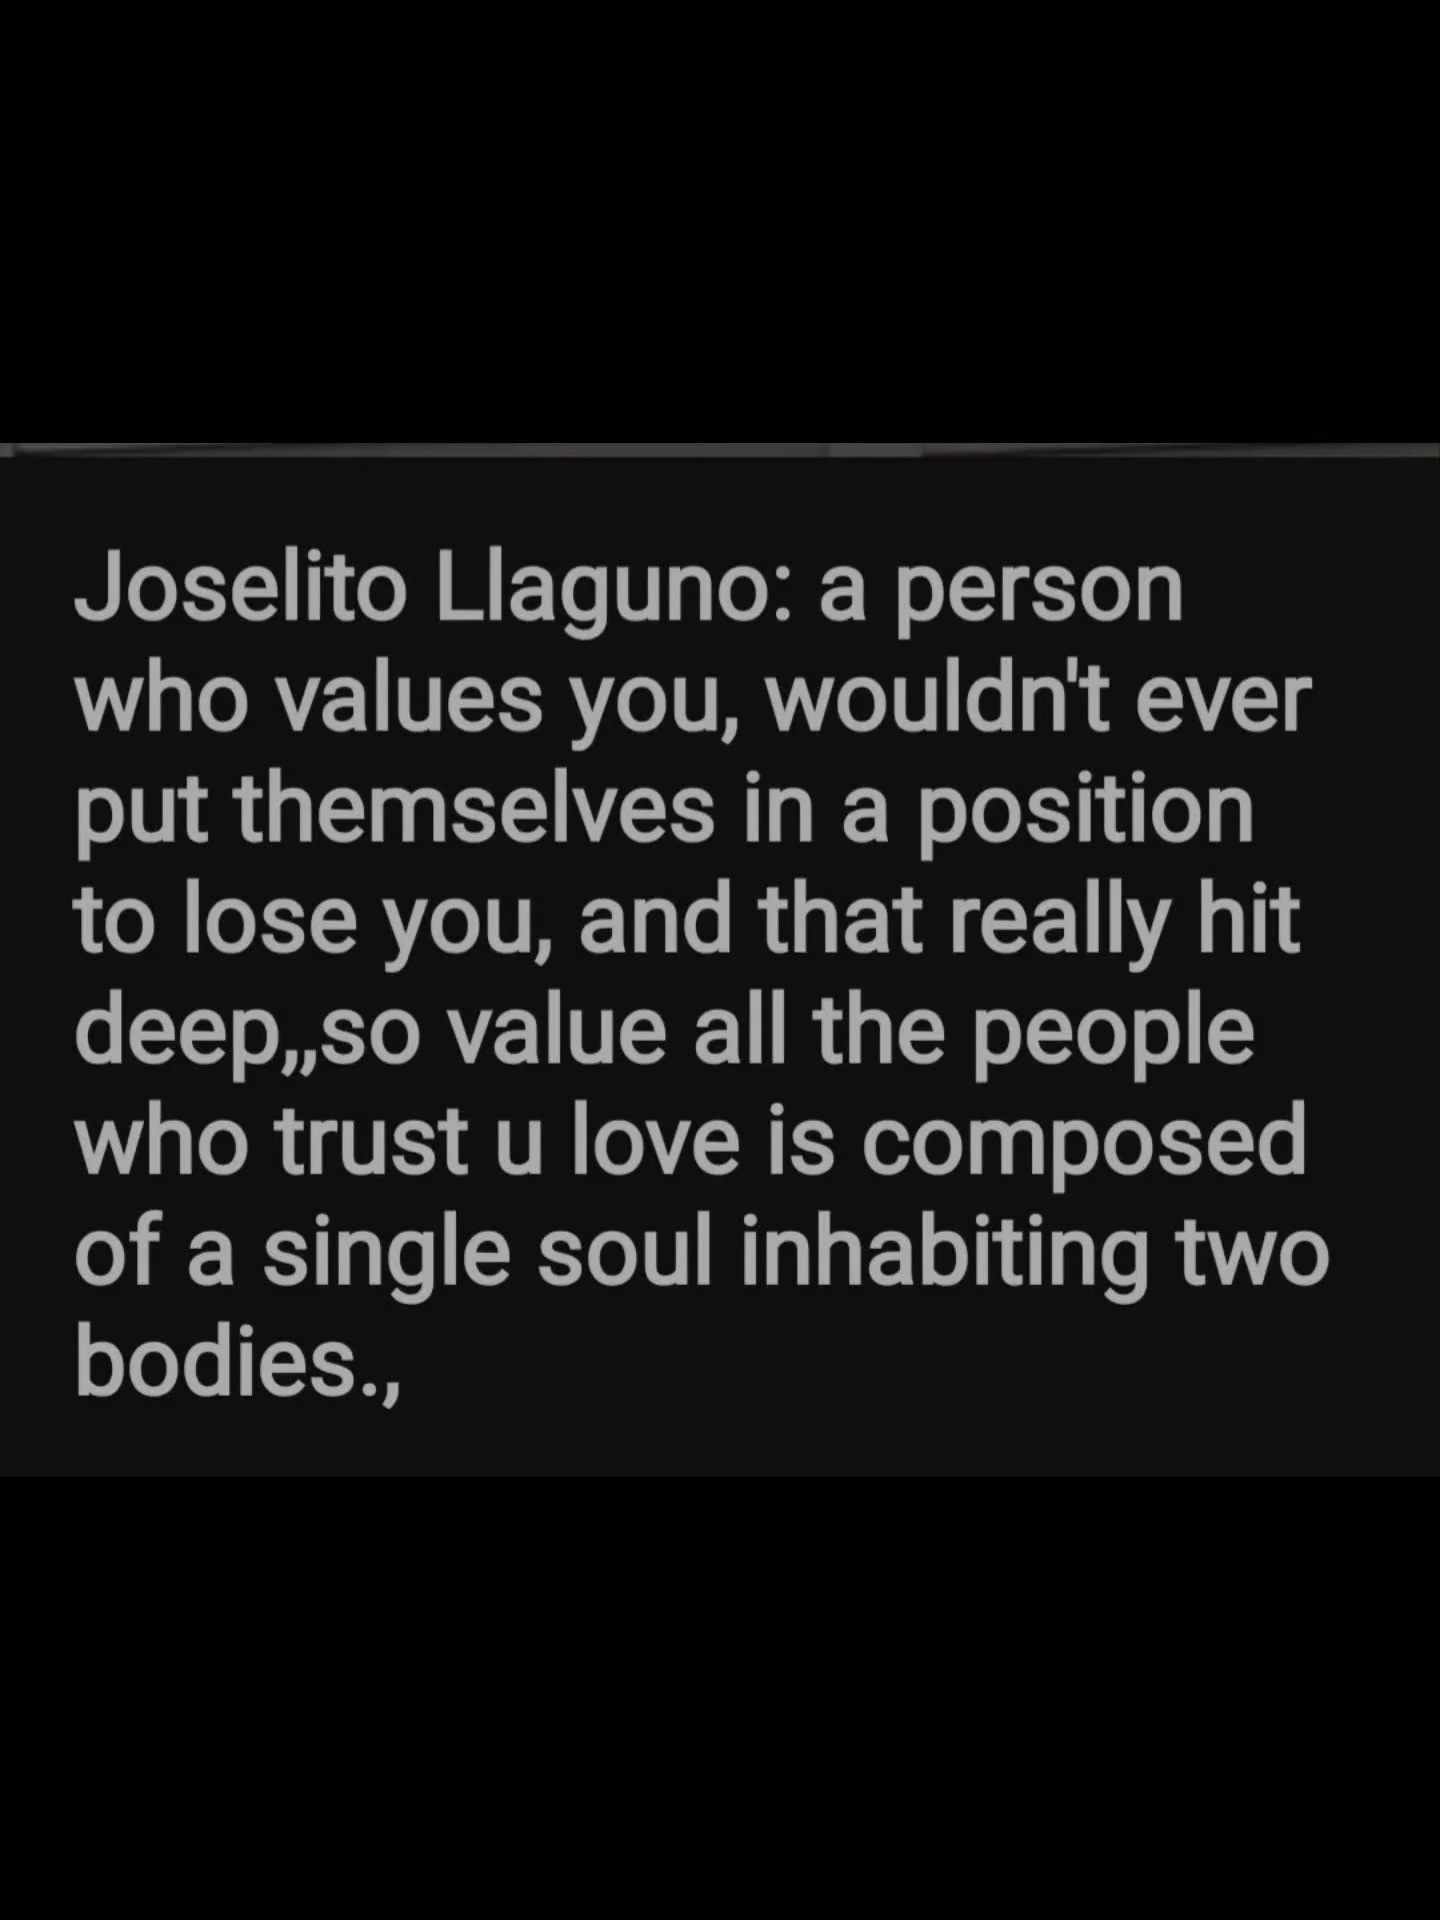 Joselito Llaguno: a person
who values you, wouldn't ever
put themselves in a position
to lose you, and that really hit
deep,,,so value all the people
who trust u love is composed
of a single soul inhabiting two
bodies.,